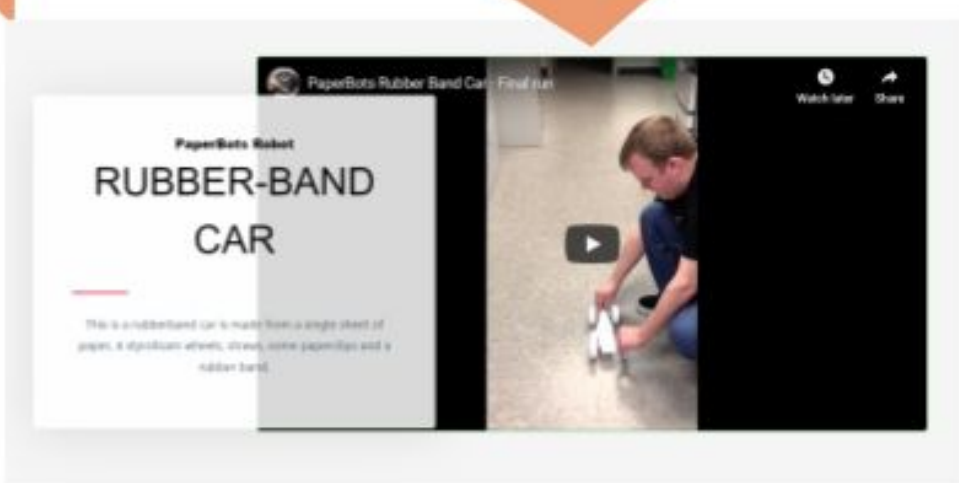 PaperBots Rubber Band Car - Final run
Watch later
Share
PaperBots Robot
RUBBER-BAND
CAR
This is a rubberband car is made from a single sheet of
paper, 4 styrofoam wheels, straws, some paperclips and a
rubber band.